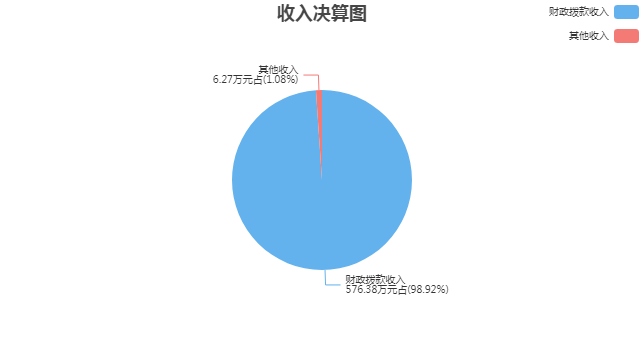 收入决算图
财政拨款收入
其他收入
其他收入
6.27万元占(1.08%)
财政拨款收入
576.38万元占(98.92%)